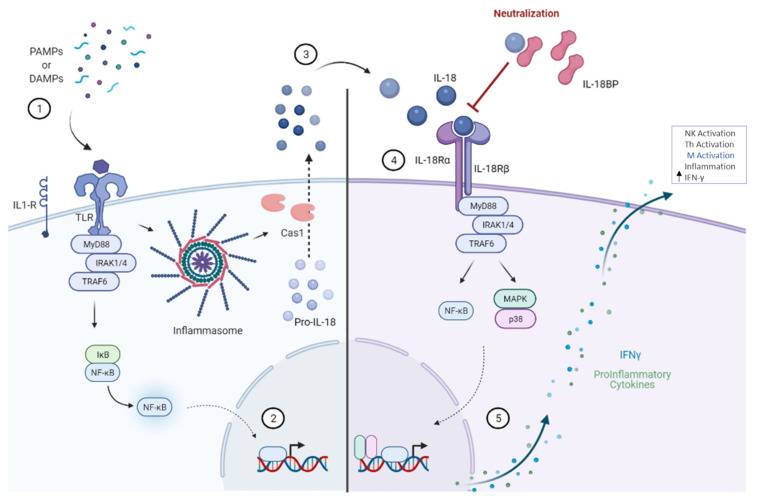 Neutralization
PAMPs
or
DAMPs
1
3
IL-18
IL-18BP
NK Activation
Th Activation
M Activation
Inflammation
IFN-γ
4
IL-18Rα
IL-18Rβ
IL1-R
TLR
MyD88
IRAK1/4
TRAF6
Cas1
MyD88
IRAK1/4
TRAF6
Inflammasome
Pro-IL-18
NF-κB
MAPK
p38
IκB
NF-κB
NF-κB
IFNγ
Proinflammatory
Cytokines
2
5